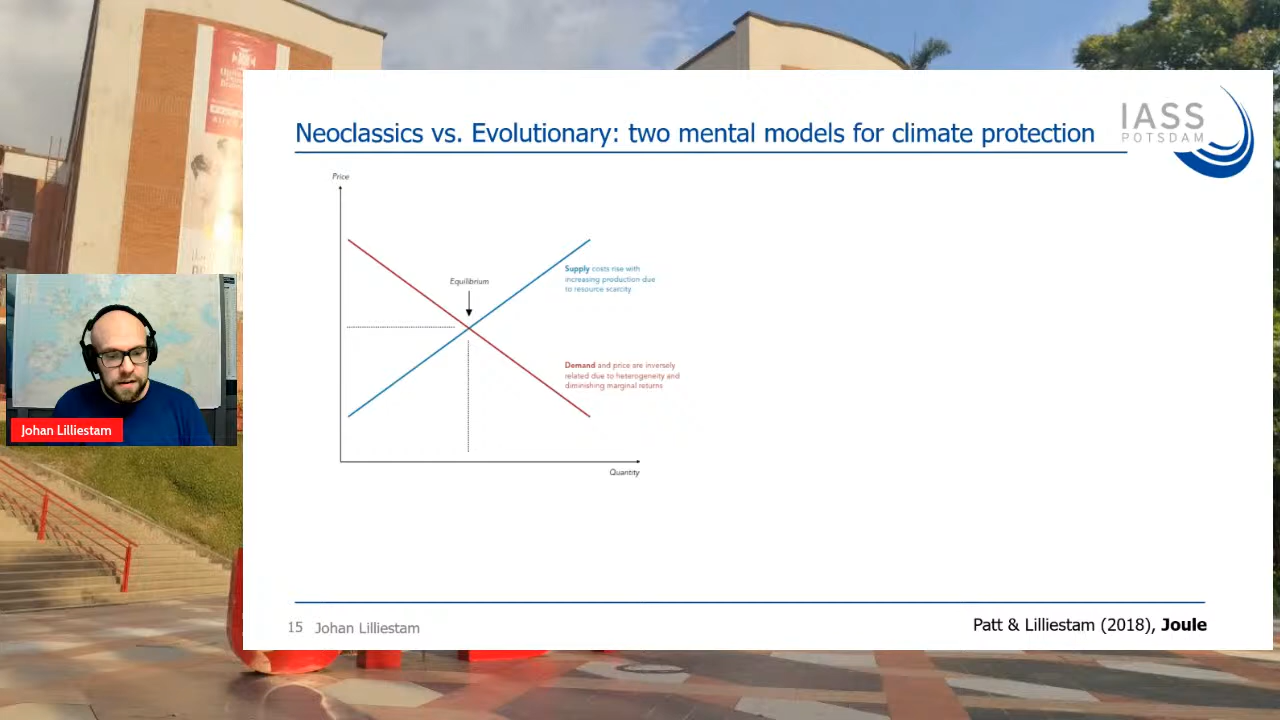 Neoclassics vs. Evolutionary: two mental models for climate protection
IASS
POTSDAM
Price
Equilibrium
Supply costs rise with
increasing production due
to resource scarcity
Demand and price are inversely
related due to heterogeneity and
diminishing marginal returns
Quantity
Johan Lilliestam
15 Johan Lilliestam
Patt & Lilliestam (2018), Joule